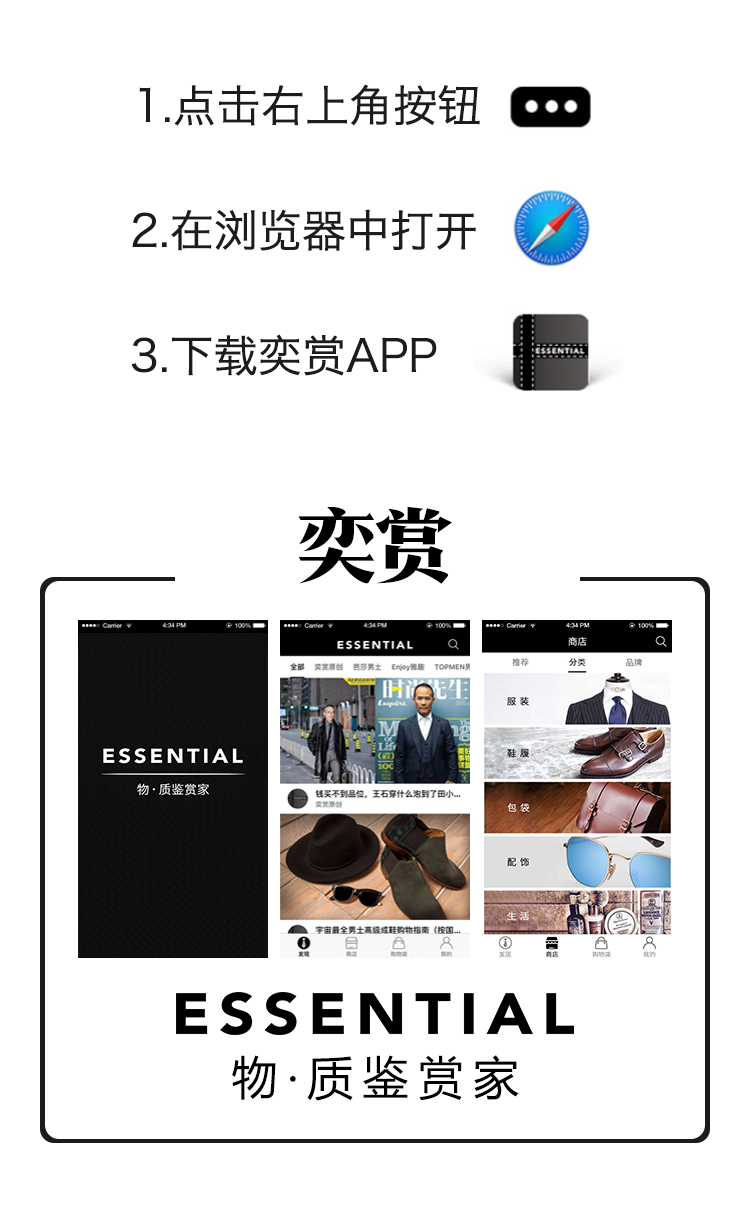 1.点击右上角按钮
2.在浏览器中打开
3.下载奕赏APP
ESSENTIAL
奕赏
Carrier 4:34 PM 100%
ESSENTIAL
物·质鉴赏家
Carrier 4:34 PM 100%
ESSENTIAL
全部 奕赏原创 芭莎男士 Enjoy雅趣 TOPMEN男
时尚先生
Esquire
钱买不到品位，王石穿什么泡到了田小...
奕赏原创
宇宙最全男士高级成鞋购物指南（按国...
发现 商店 购物袋 我的
Carrier 4:34 PM 100%
商店
推荐 分类 品牌
服装
鞋履
包袋
配饰
生活
发现 商店 购物袋 我的
ESSENTIAL
物·质鉴赏家